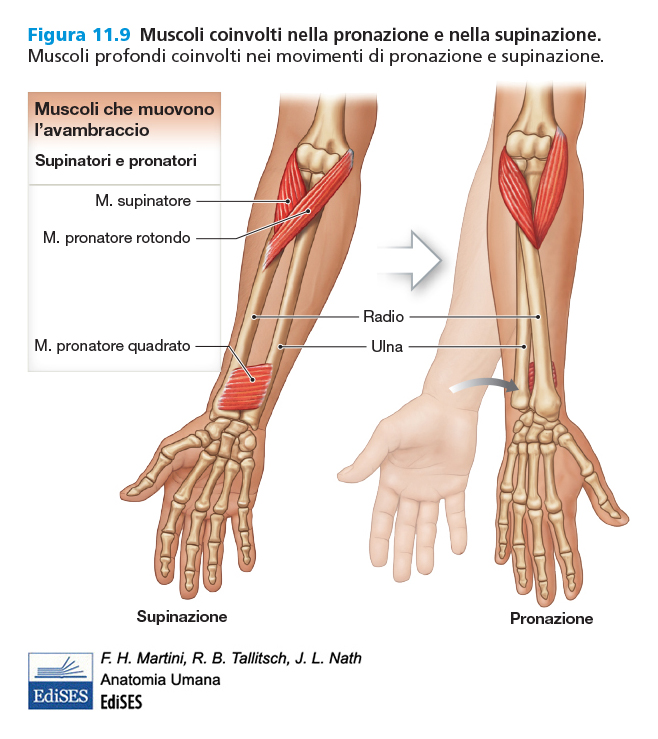 Figura 11.9 Muscoli coinvolti nella pronazione e nella supinazione.
Muscoli profondi coinvolti nei movimenti di pronazione e supinazione.
Muscoli che muovono
l'avambraccio
Supinatori e pronatori
M. supinatore
M. pronatore rotondo
Radio
M. pronatore quadrato
Ulna
Supinazione
Pronazione
F. H. Martini, R. B. Tallitsch, J. L. Nath
Anatomia Umana
EdiSES
EdiSES